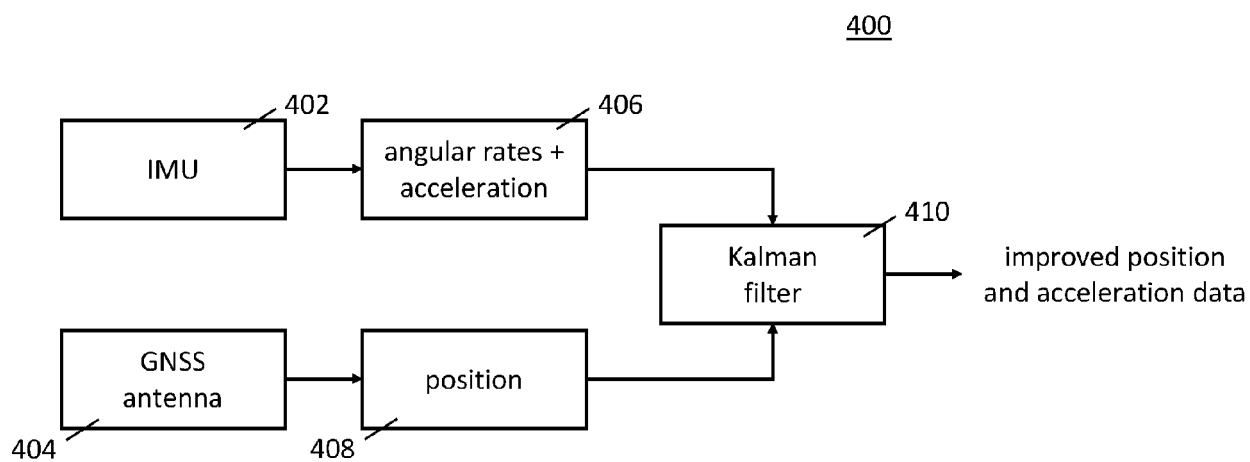 400
402
406
IMU
angular rates +
acceleration
410
Kalman
filter
improved position
and acceleration data
GNSS
antenna
position
404
408